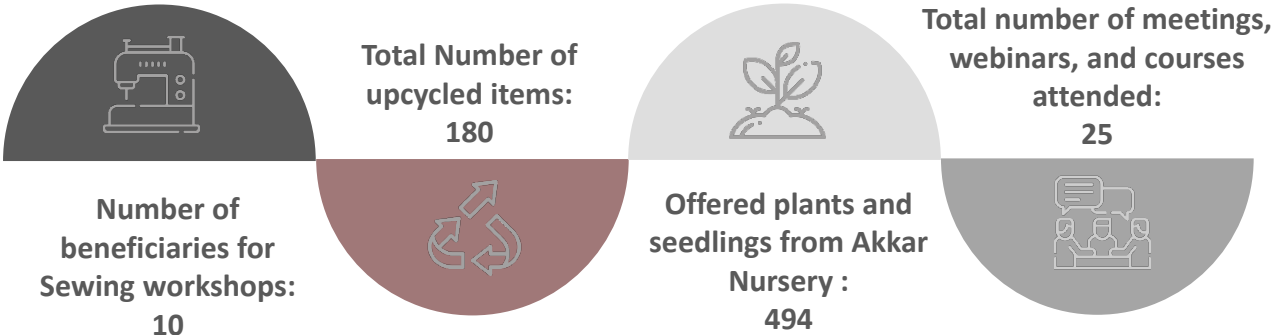 Number of
beneficiaries for
Sewing workshops:
10
Total Number of
upcycled items:
180
Offered plants and
seedlings from Akkar
Nursery :
494
Total number of meetings,
webinars, and courses
attended:
25